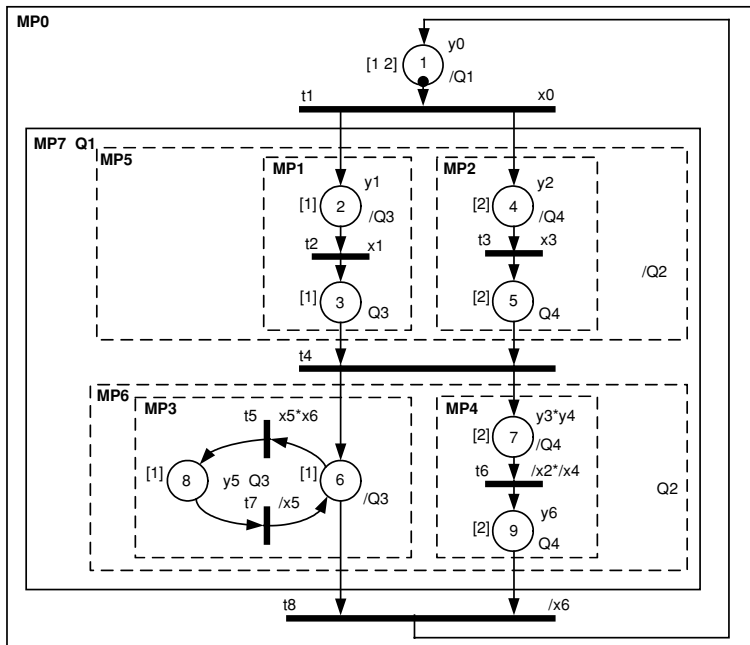 MP0
y0
[1 2] 1
/Q1
t1 x0
MP7 Q1
MP5
MP1 MP2
y1 y2
[1] 2 [2] 4
/Q3 /Q4
t2 x1 t3 x3
/Q2
[1] 3 [2] 5
Q3 Q4
t4
MP6
MP3 MP4
t5 x5*x6 y3*y4
[2] 7
/Q4
[1] 8 y5 Q3 [1] 6
t6 /x2*/x4
Q2
t7 /x5 /Q3
y6
[2] 9
Q4
t8 /x6